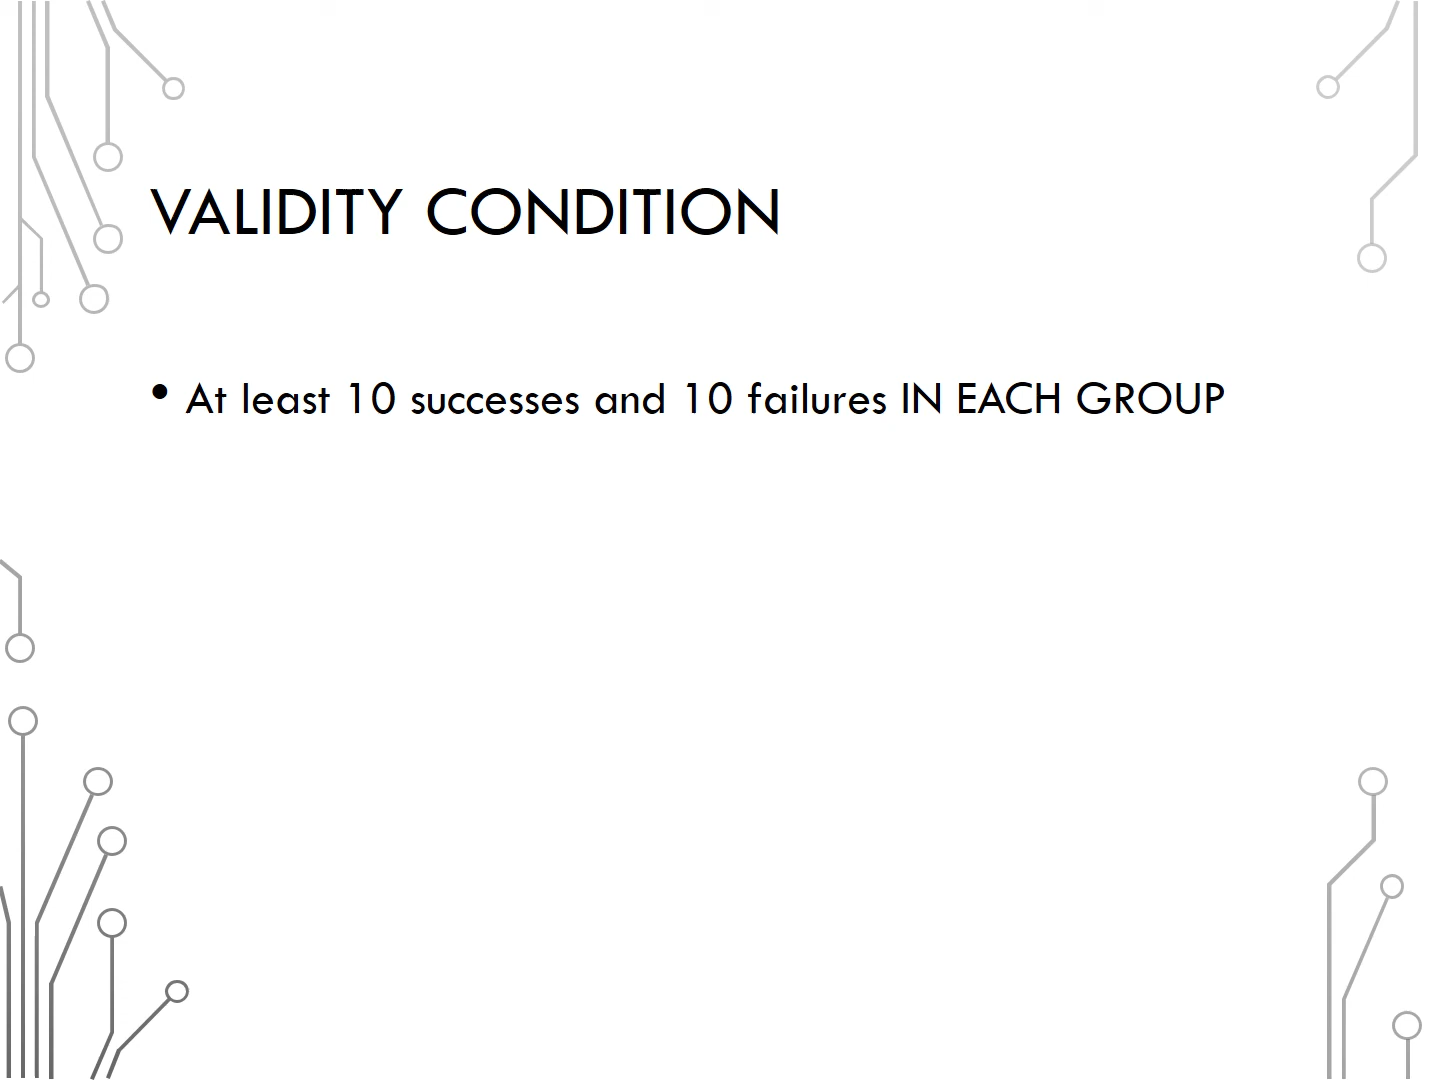 VALIDITY CONDITION
• At least 10 successes and 10 failures IN EACH GROUP